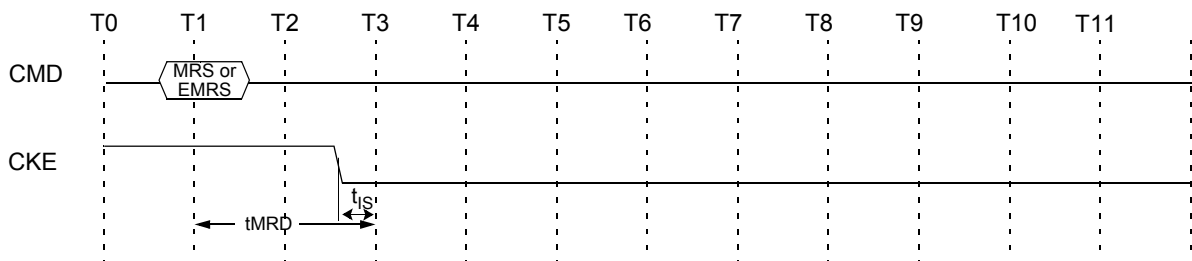 T0 T1 T2 T3 T4 T5 T6 T7 T8 T9 T10 T11
CMD
MRS or
EMRS
CKE
tIS
tMRD